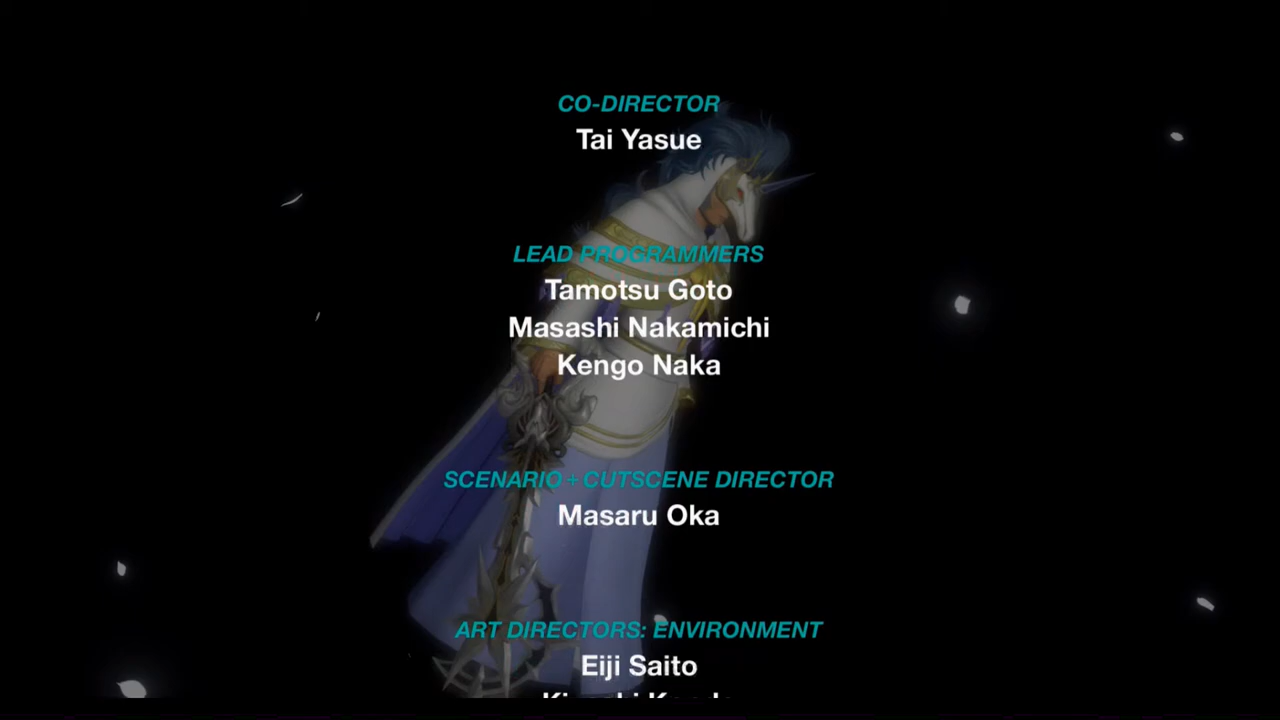 CO-DIRECTOR
Tai Yasue
LEAD PROGRAMMERS
Tamotsu Goto
Masashi Nakamichi
Kengo Naka
SCENARIO + CUTSCENE DIRECTOR
Masaru Oka
ART DIRECTORS: ENVIRONMENT
Eiji Saito